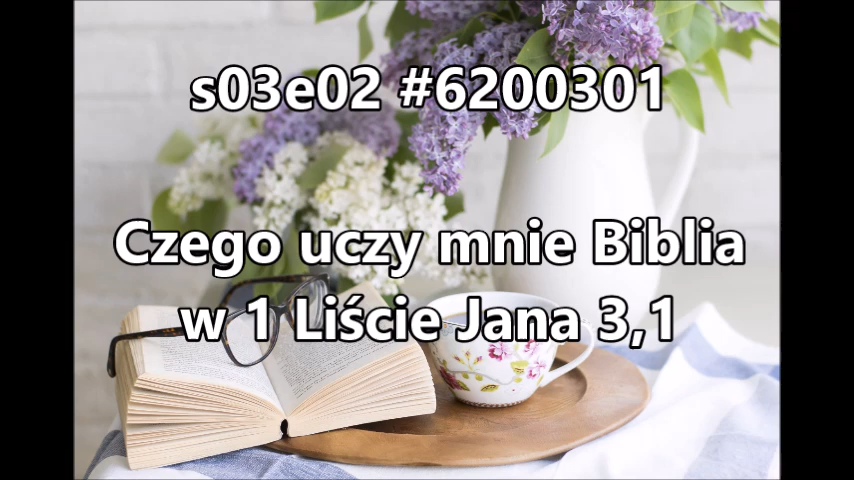 s03e02 #6200301
Czego uczy mnie Biblia
w 1 Liście Jana 3,1